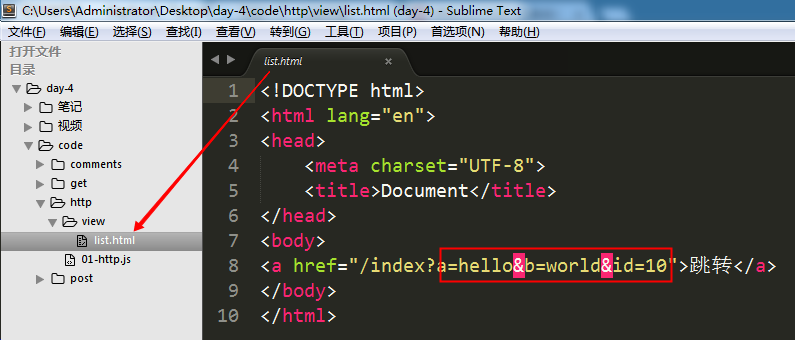 C:\Users\Administrator\Desktop\day-4\code\http\view\list.html (day-4) - Sublime Text
文件(F) 编辑(E) 选择(S) 查找(I) 查看(V) 转到(G) 工具(T) 项目(P) 首选项(N) 帮助(H)
打开文件
目录
day-4
笔记
视频
code
comments
get
http
view
list.html
01-http.js
post
list.html
1 <!DOCTYPE html>
2 <html lang="en">
3 <head>
4 <meta charset="UTF-8">
5 <title>Document</title>
6 </head>
7 <body>
8 <a href="/index?a=hello&b=world&id=10">跳转</a>
9 </body>
10 </html>